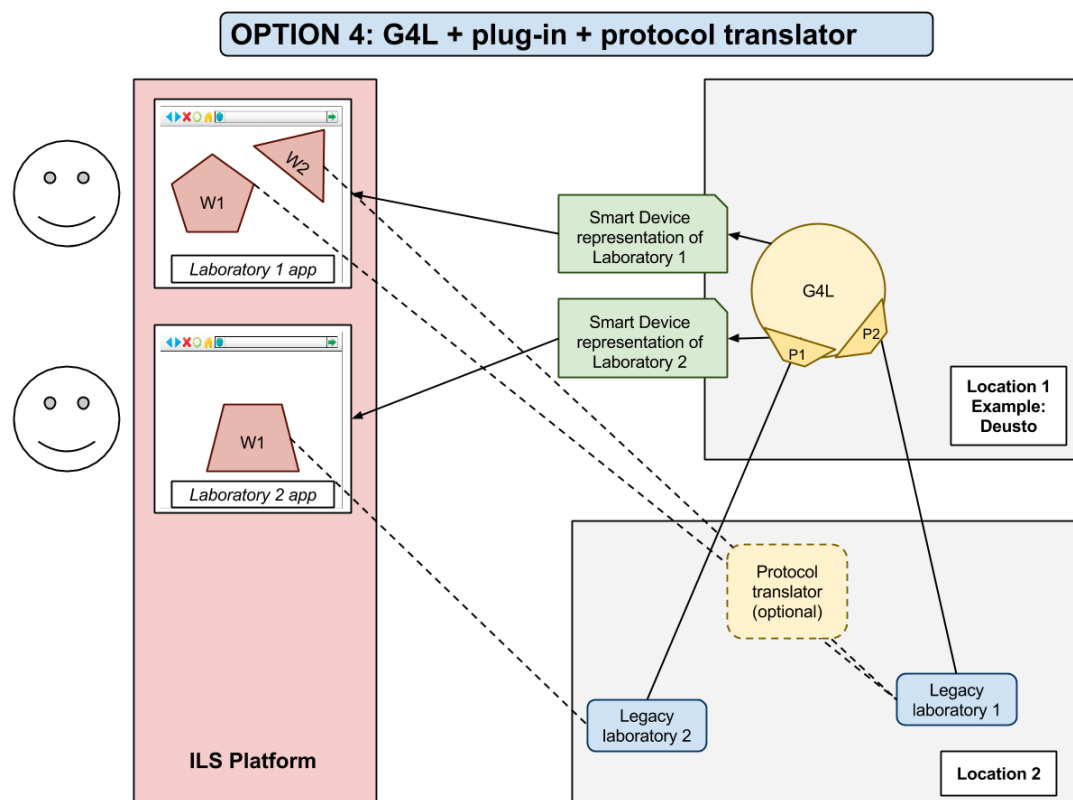 OPTION 4: G4L + plug-in + protocol translator
W2
W1
Laboratory 1 app
Smart Device
representation of
Laboratory 1
G4L
Smart Device
representation of
Laboratory 2
P1
P2
Location 1
Example:
Deusto
W1
Laboratory 2 app
Protocol
translator
(optional)
Legacy
laboratory 1
Legacy
laboratory 2
ILS Platform
Location 2